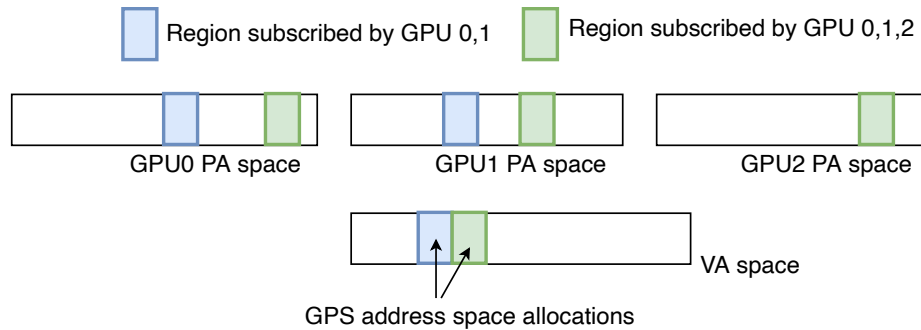 Region subscribed by GPU 0,1
Region subscribed by GPU 0,1,2
GPU0 PA space
GPU1 PA space
GPU2 PA space
VA space
GPS address space allocations